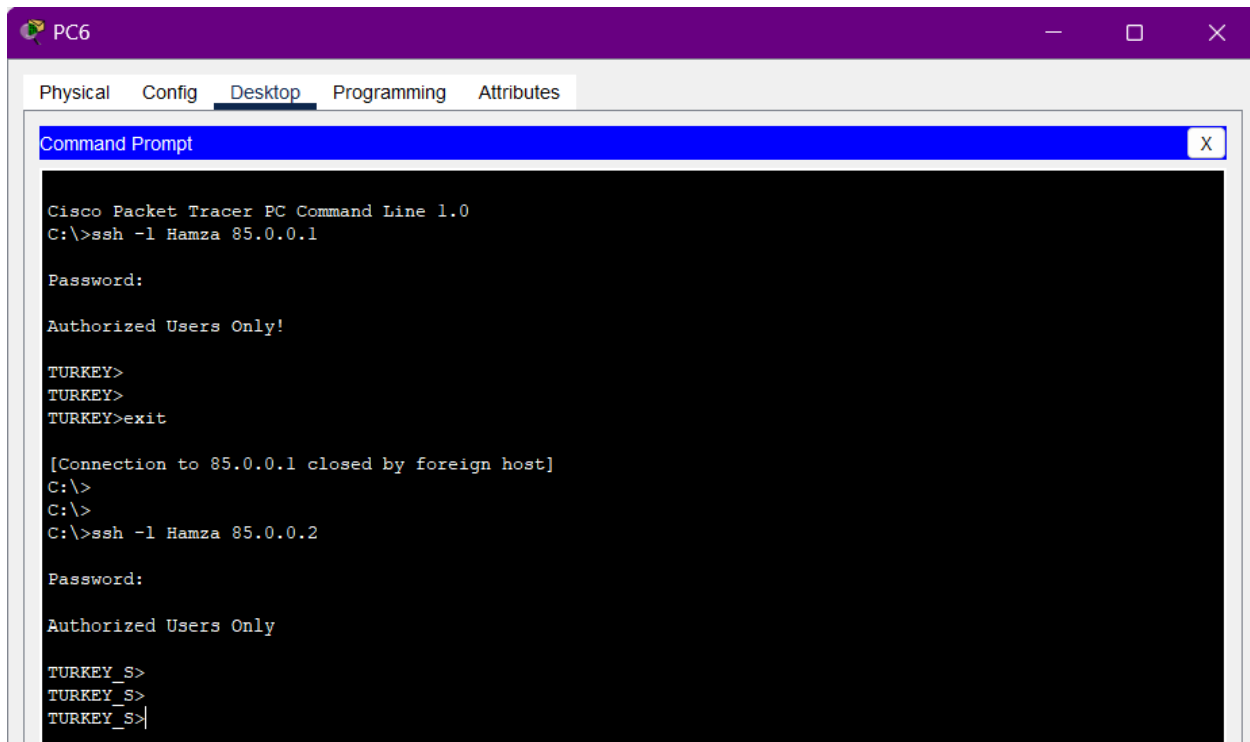 PC6
Physical Config Desktop Programming Attributes
Command Prompt
X
Cisco Packet Tracer PC Command Line 1.0
C:\>ssh -l Hamza 85.0.0.1
Password:
Authorized Users Only!
TURKEY>
TURKEY>
TURKEY>exit
[Connection to 85.0.0.1 closed by foreign host]
C:\>
C:\>
C:\>ssh -l Hamza 85.0.0.2
Password:
Authorized Users Only
TURKEY_S>
TURKEY_S>
TURKEY_S>